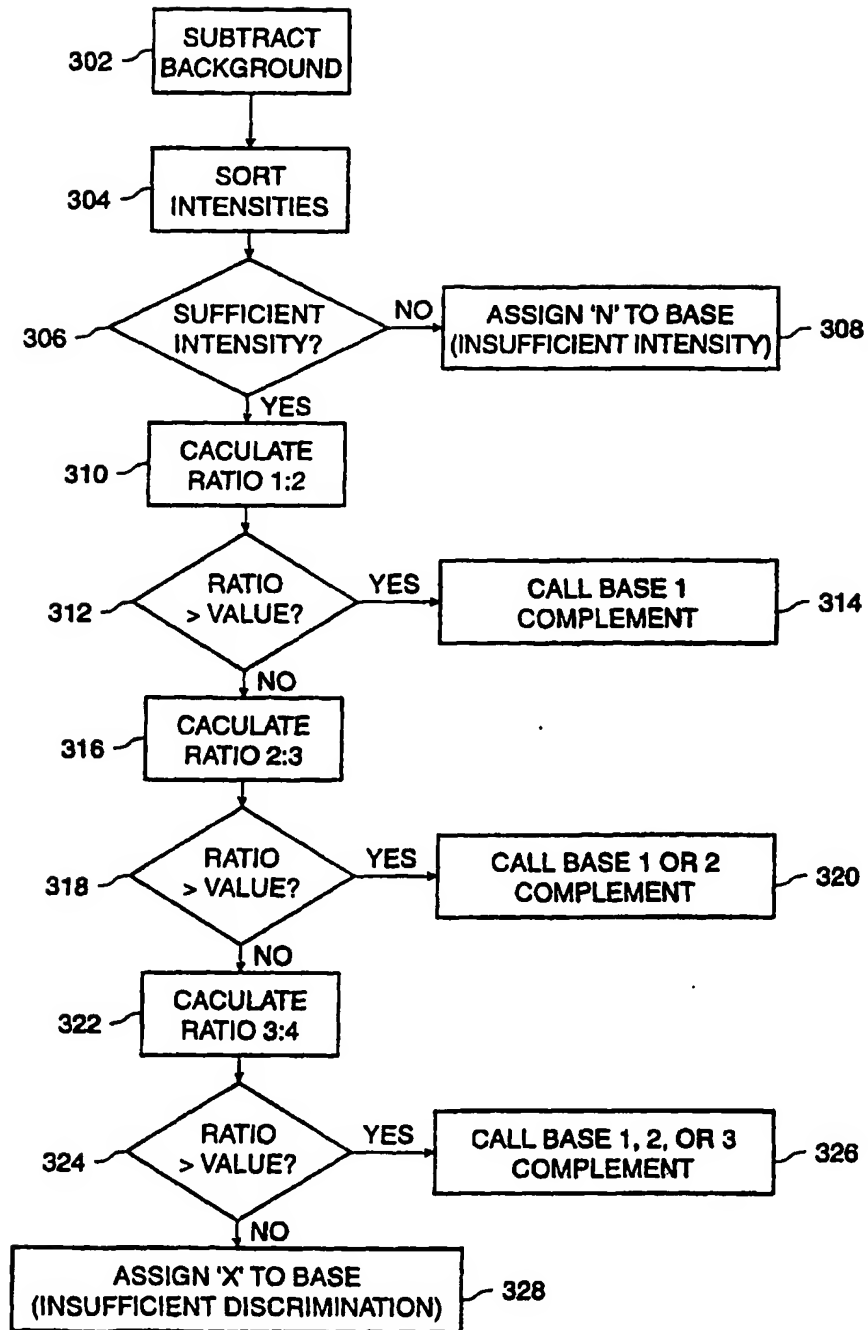 302
SUBTRACT
BACKGROUND
304
SORT
INTENSITIES
306
SUFFICIENT
INTENSITY?
NO
ASSIGN 'N' TO BASE
(INSUFFICIENT INTENSITY)
308
YES
310
CACULATE
RATIO 1:2
312
RATIO
> VALUE?
YES
CALL BASE 1
COMPLEMENT
314
NO
316
CACULATE
RATIO 2:3
318
RATIO
> VALUE?
YES
CALL BASE 1 OR 2
COMPLEMENT
320
NO
322
CACULATE
RATIO 3:4
324
RATIO
> VALUE?
YES
CALL BASE 1, 2, OR 3
COMPLEMENT
326
NO
ASSIGN 'X' TO BASE
(INSUFFICIENT DISCRIMINATION)
328